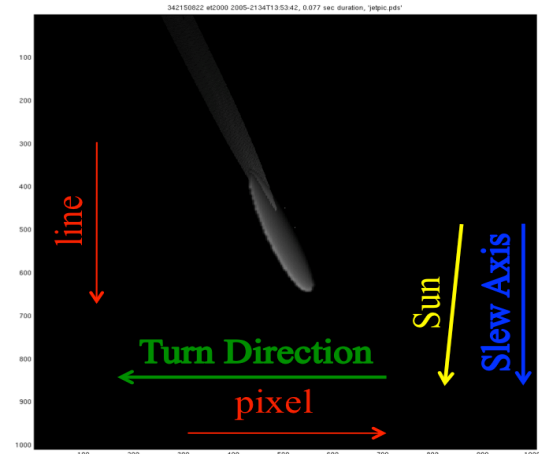 342150822 et2000 2005-2134T13:53:42, 0.077 sec duration, 'jetpic.pds'
100
200
300
400
500
600
700
800
900
1000
line
Sun
Slew Axis
Turn Direction
pixel